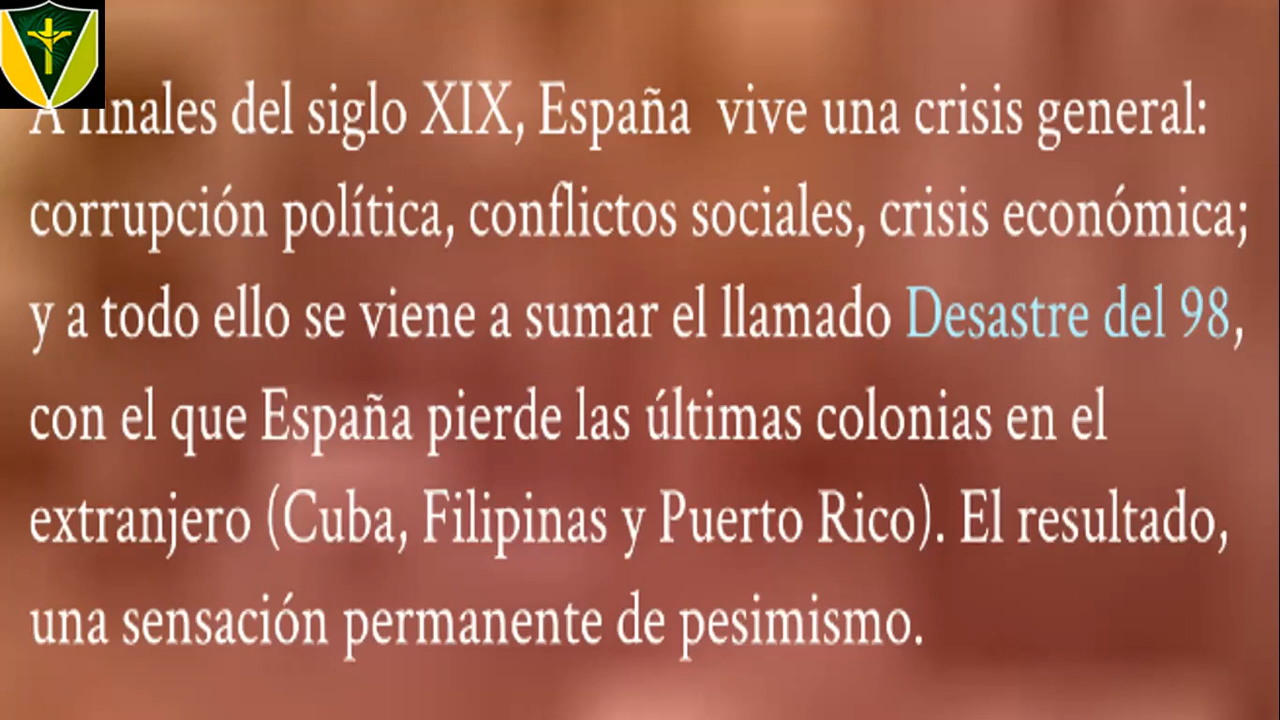 A finales del siglo XIX, España vive una crisis general:
corrupción política, conflictos sociales, crisis económica;
y a todo ello se viene a sumar el llamado Desastre del 98,
con el que España pierde las últimas colonias en el
extranjero (Cuba, Filipinas y Puerto Rico). El resultado,
una sensación permanente de pesimismo.